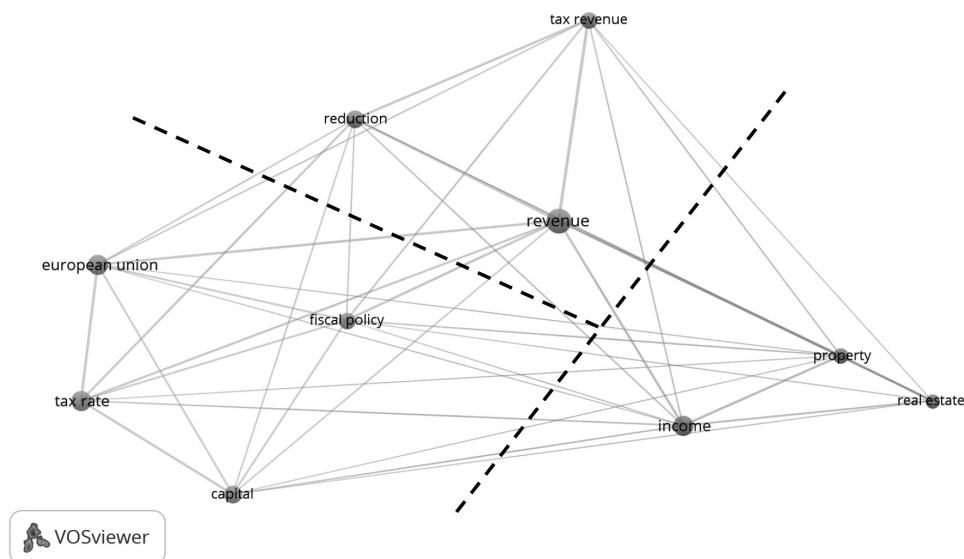 tax revenue
reduction
revenue
european union
fiscal policy
property
tax rate
real estate
income
capital
VOSviewer